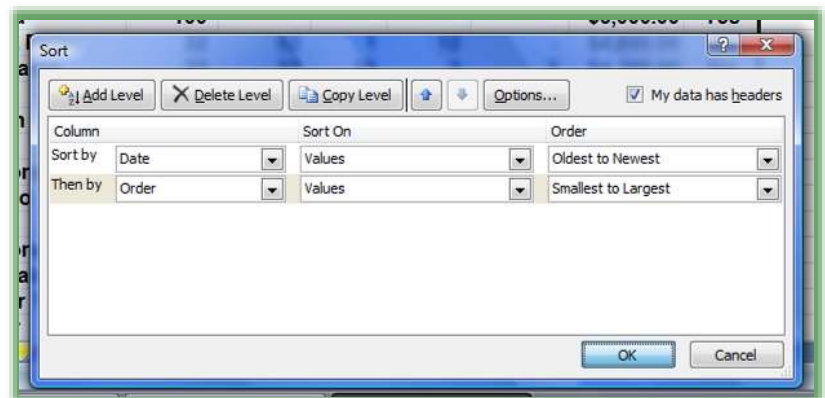 Sort
Add Level Delete Level Copy Level Options... My data has headers
Column Sort On Order
Sort by Date Values Oldest to Newest
Then by Order Values Smallest to Largest
OK Cancel